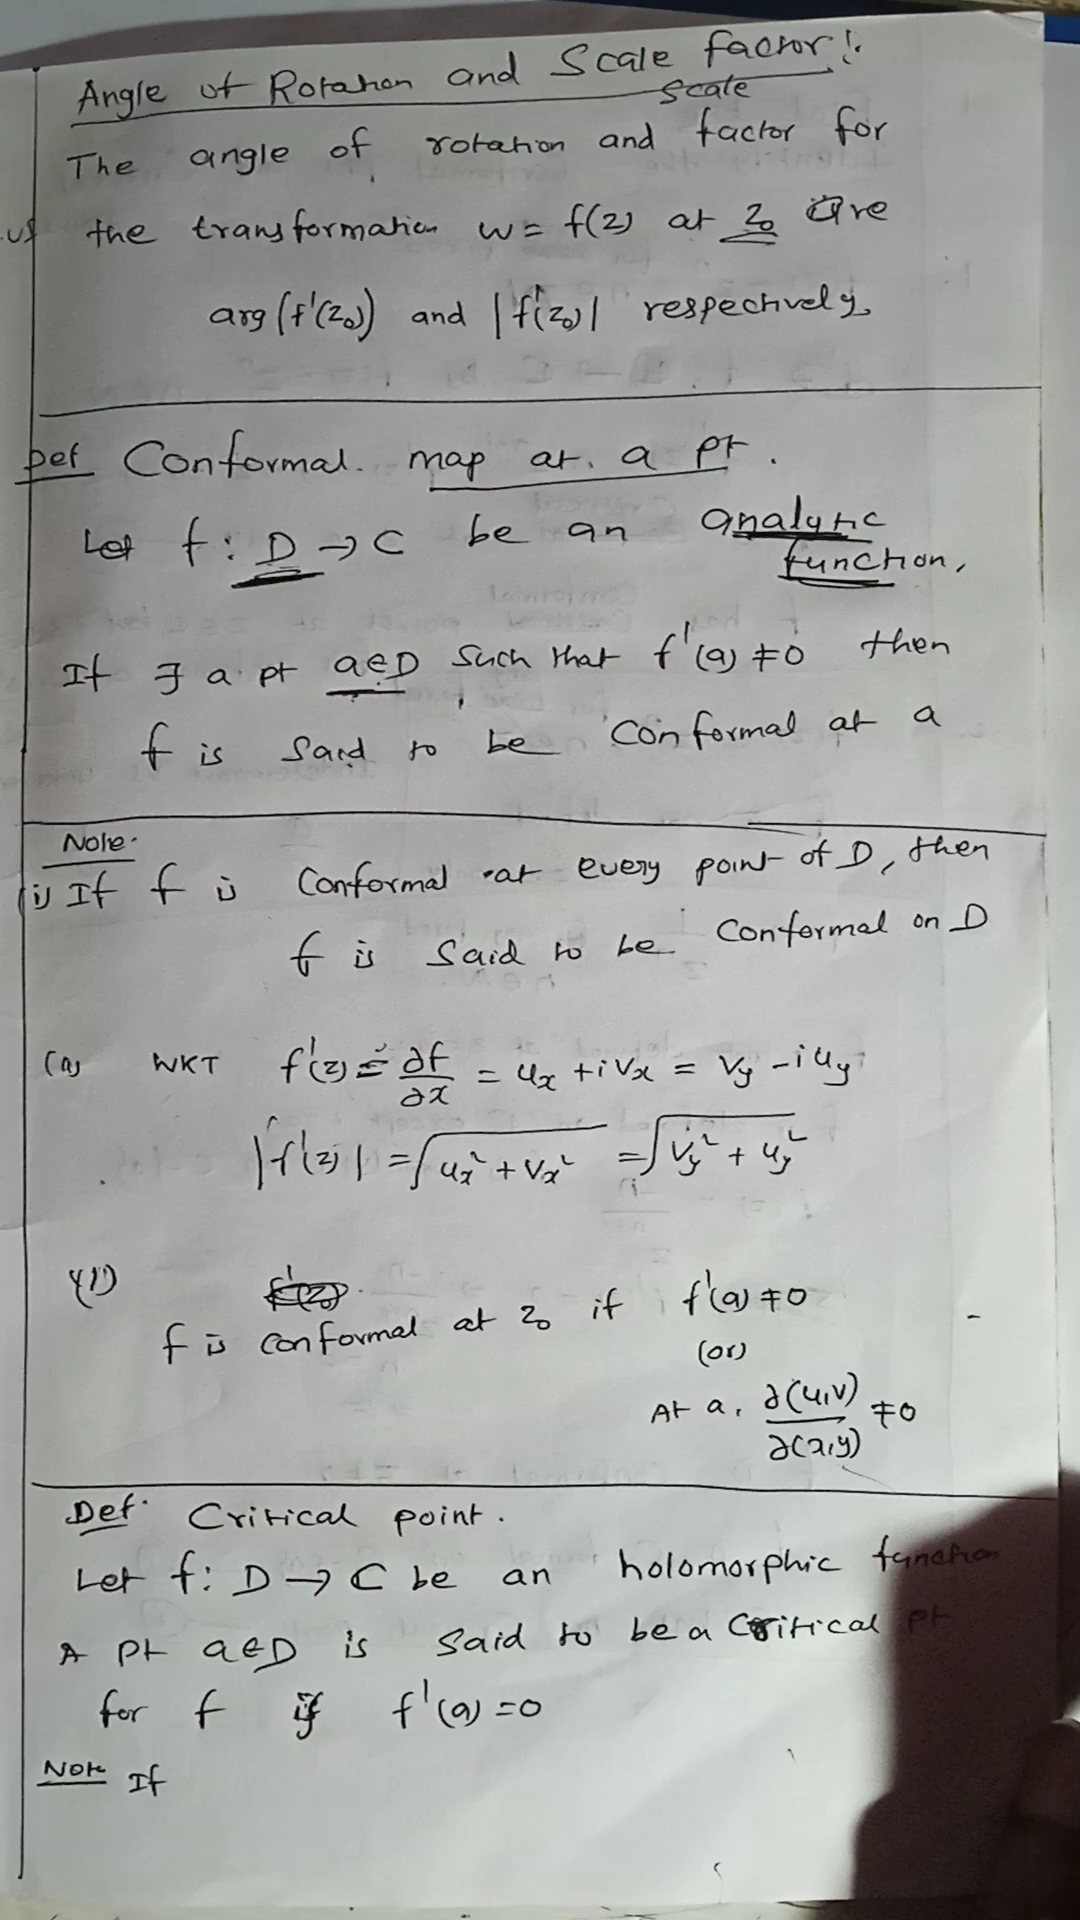 Angle of Rotation and Scale factor:
scale
The angle of rotation and factor for
the transformation w = f(z) at z₀ are
arg(f'(z₀)) and |f'(z₀)| respectively.
Def Conformal map at a pt.
Let f: D → C be an analytic
function,
If ∃ a pt a∈D such that f'(a) ≠ 0 then
f is said to be conformal at a
Note.
i) If f is Conformal at every point of D, then
f is said to be Conformal on D
WKT f'(z) = ∂f/∂x = uₓ + i vₓ = v_y - i u_y
|f'(z)| = √(uₓ² + vₓ²) = √(v_y² + u_y²)
f is conformal at z₀ if f'(a) ≠ 0
(or)
At a, ∂(u,v)/∂(x,y) ≠ 0
Def. Critical point.
Let f: D → C be an holomorphic function
A pt a∈D is said to be a Critical pt
for f if f'(a) = 0
Note If